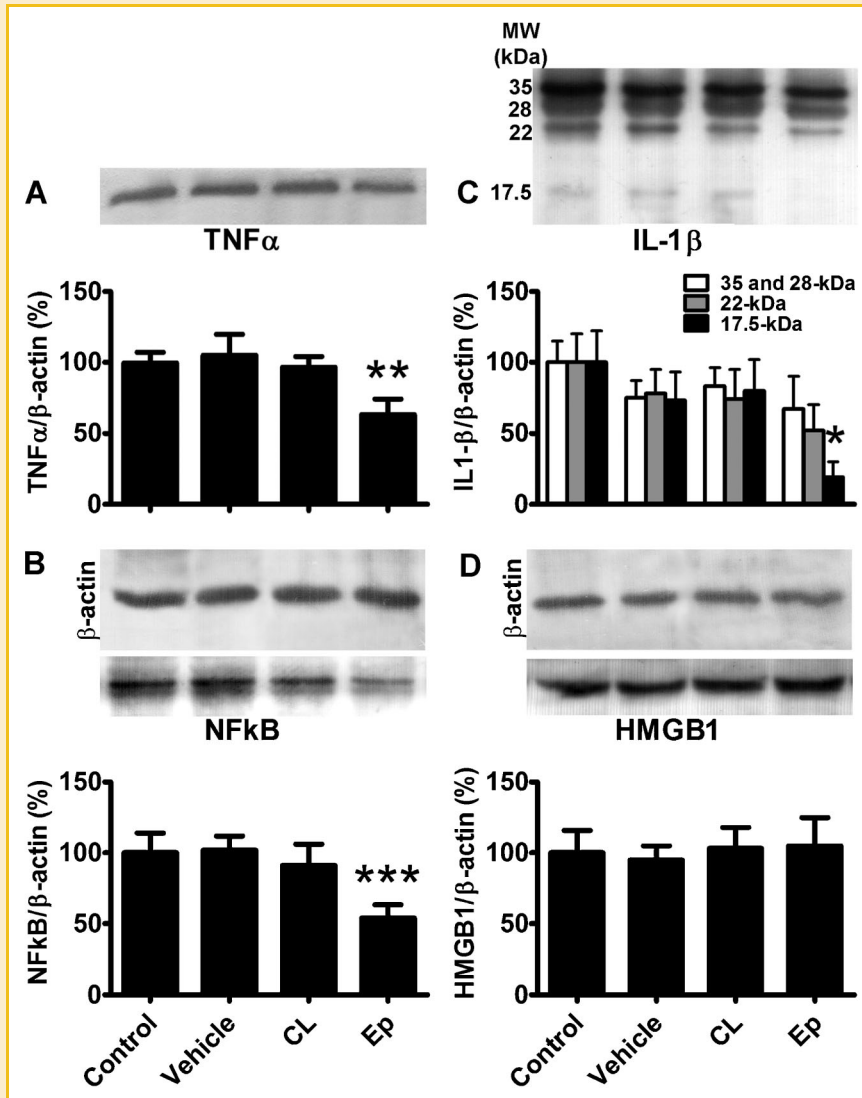 MW
(kDa)
35
28
22
17.5
A
TNFα
C
IL-1β
150
100
50
0
TNFα/β-actin (%)
**
150
100
50
0
IL1-β/β-actin (%)
35 and 28-kDa
22-kDa
17.5-kDa
*
B
β-actin
NFkB
D
β-actin
HMGB1
150
100
50
0
NFkB/β-actin (%)
***
Control
Vehicle
CL
Ep
150
100
50
0
HMGB1/β-actin (%)
Control
Vehicle
CL
Ep